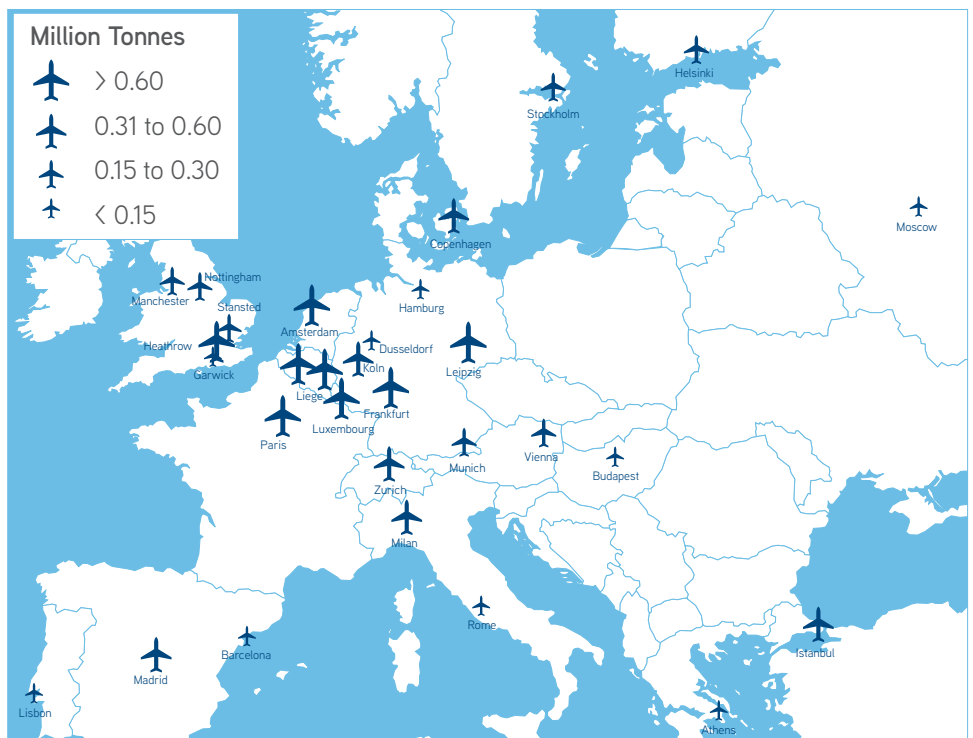 Million Tonnes
> 0.60
0.31 to 0.60
0.15 to 0.30
< 0.15
Helsinki
Stockholm
Moscow
Copenhagen
Nottingham
Manchester
Stansted
Hamburg
Amsterdam
Heathrow
Dusseldorf
Garwick
Koln
Leipzig
Liege
Frankfurt
Luxembourg
Paris
Vienna
Munich
Budapest
Zurich
Milan
Rome
Istanbul
Barcelona
Madrid
Lisbon
Athens